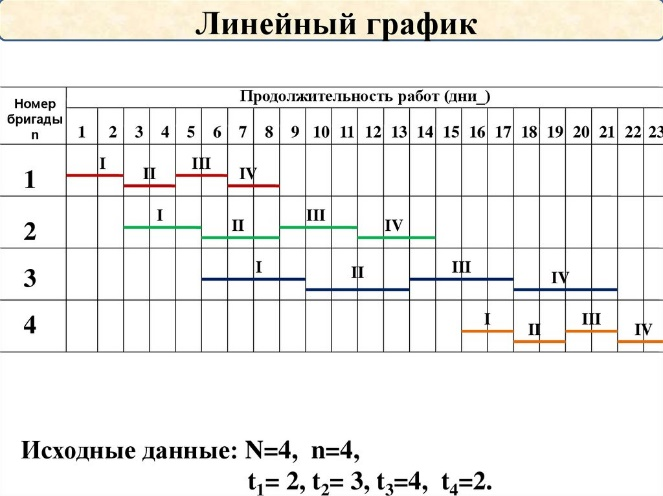 Линейный график
Номер бригады n
Продолжительность работ (дни_)
1 2 3 4 5 6 7 8 9 10 11 12 13 14 15 16 17 18 19 20 21 22 23
1 I II III IV
2 I II III IV
3 I II III IV
4 I II III IV
Исходные данные: N=4, n=4,
t₁= 2, t₂= 3, t₃=4, t₄=2.